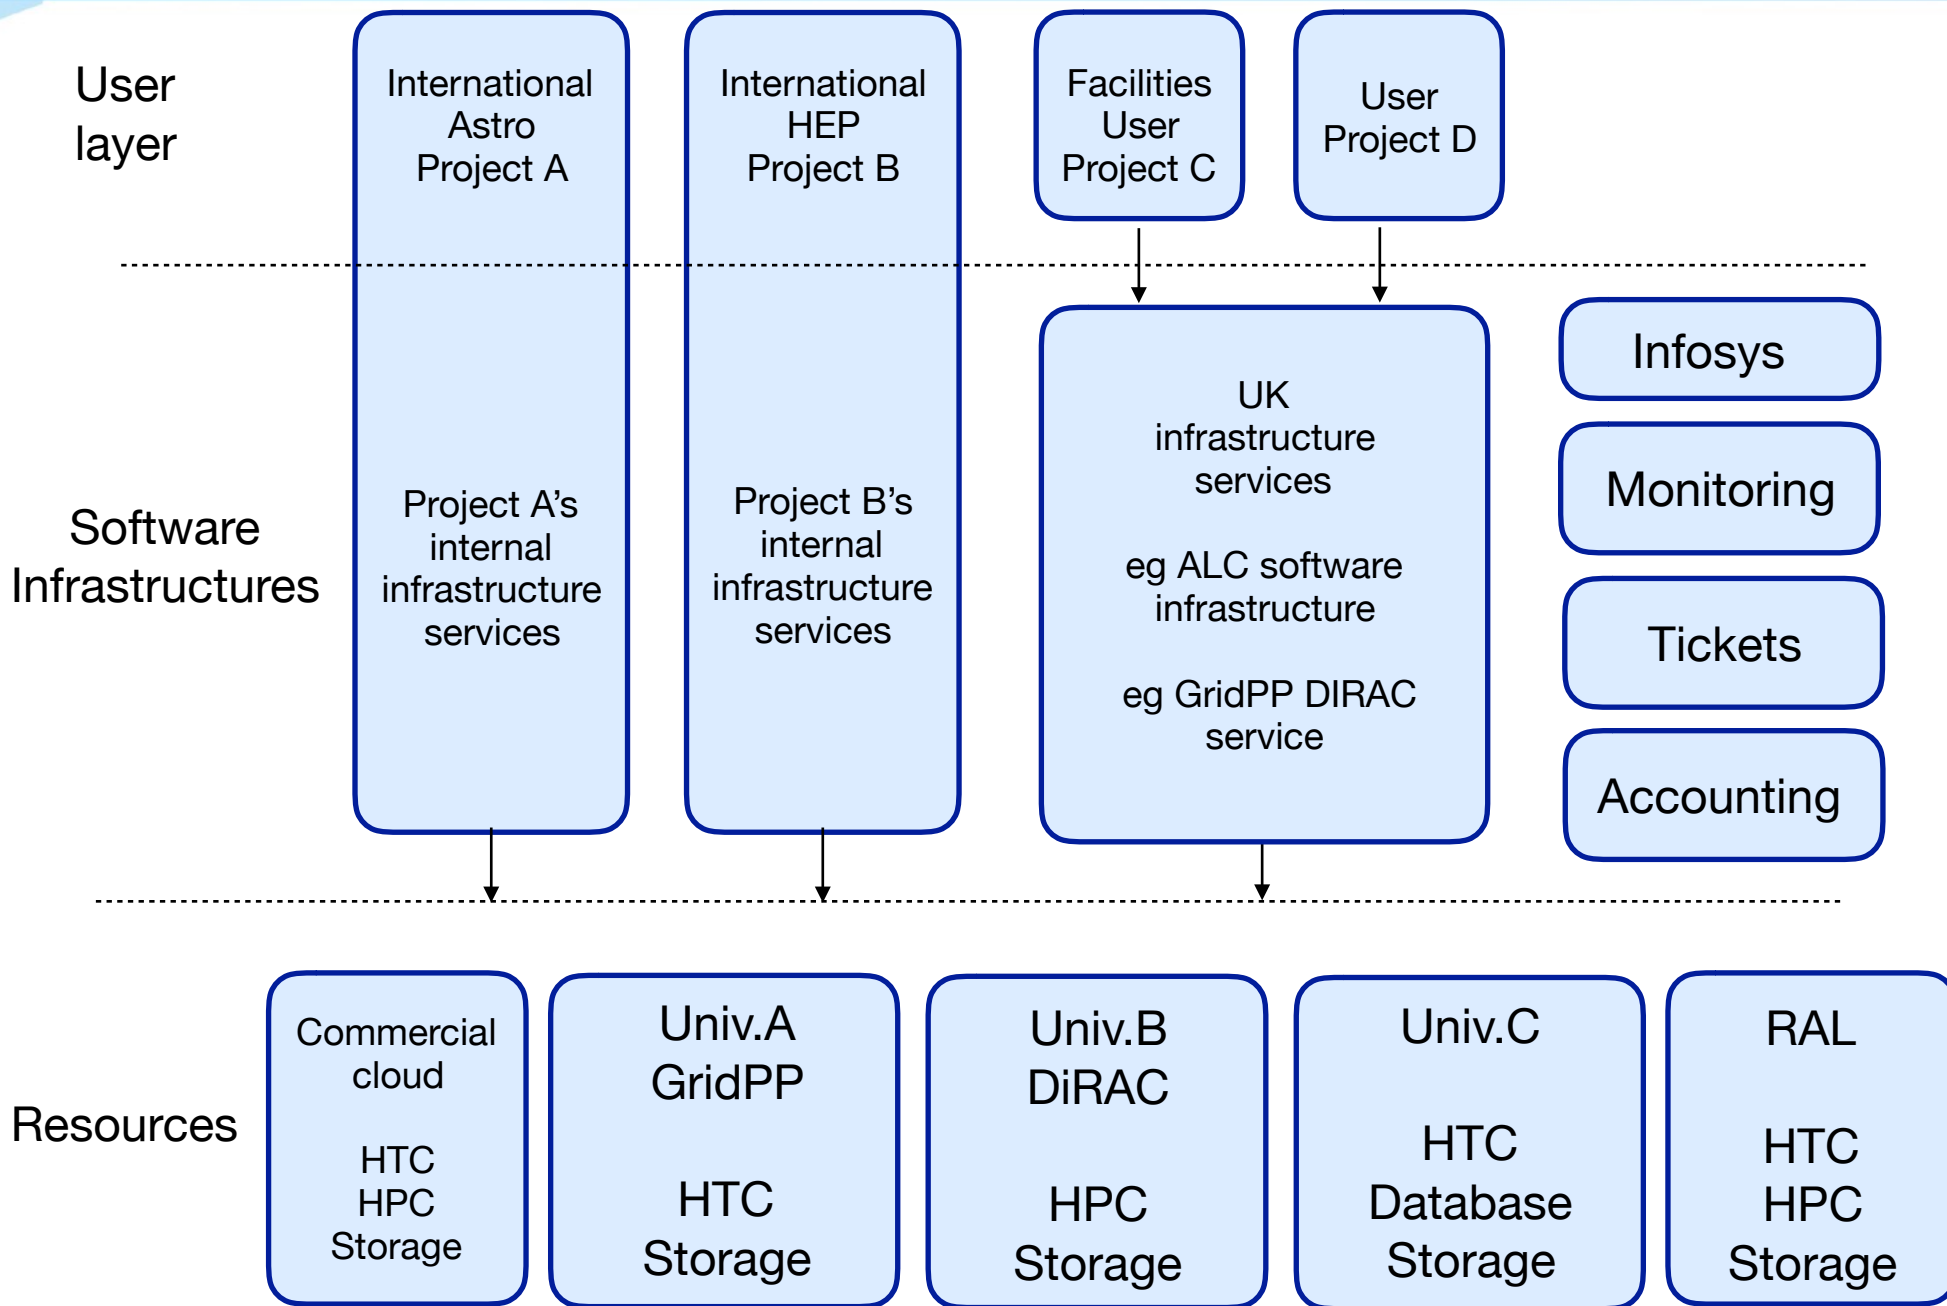 User
layer
International
Astro
Project A
International
HEP
Project B
Facilities
User
Project C
User
Project D
Software
Infrastructures
Project A’s
internal
infrastructure
services
Project B’s
internal
infrastructure
services
UK
infrastructure
services
eg ALC software
infrastructure
eg GridPP DIRAC
service
Infosys
Monitoring
Tickets
Accounting
Resources
Commercial
cloud
HTC
HPC
Storage
Univ.A
GridPP
HTC
Storage
Univ.B
DiRAC
HPC
Storage
Univ.C
HTC
Database
Storage
RAL
HTC
HPC
Storage